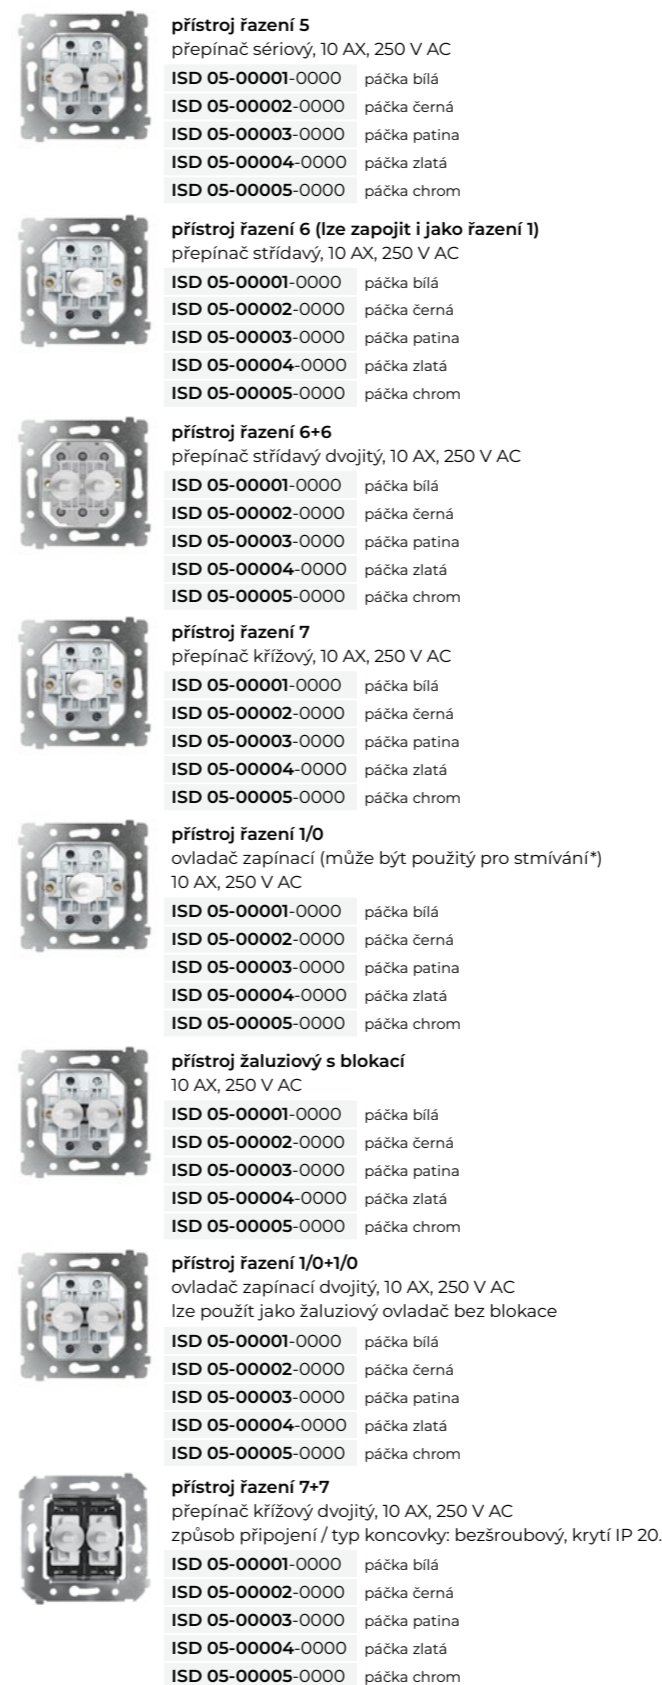 přístroj řazení 5
přepínač sériový, 10 AX, 250 V AC
ISD 05-00001-0000 páčka bílá
ISD 05-00002-0000 páčka černá
ISD 05-00003-0000 páčka patina
ISD 05-00004-0000 páčka zlatá
ISD 05-00005-0000 páčka chrom
přístroj řazení 6 (lze zapojit i jako řazení 1)
přepínač střídavý, 10 AX, 250 V AC
ISD 05-00001-0000 páčka bílá
ISD 05-00002-0000 páčka černá
ISD 05-00003-0000 páčka patina
ISD 05-00004-0000 páčka zlatá
ISD 05-00005-0000 páčka chrom
přístroj řazení 6+6
přepínač střídavý dvojitý, 10 AX, 250 V AC
ISD 05-00001-0000 páčka bílá
ISD 05-00002-0000 páčka černá
ISD 05-00003-0000 páčka patina
ISD 05-00004-0000 páčka zlatá
ISD 05-00005-0000 páčka chrom
přístroj řazení 7
přepínač křížový, 10 AX, 250 V AC
ISD 05-00001-0000 páčka bílá
ISD 05-00002-0000 páčka černá
ISD 05-00003-0000 páčka patina
ISD 05-00004-0000 páčka zlatá
ISD 05-00005-0000 páčka chrom
přístroj řazení 1/0
ovladač zapínací (může být použitý pro stmívání*)
10 AX, 250 V AC
ISD 05-00001-0000 páčka bílá
ISD 05-00002-0000 páčka černá
ISD 05-00003-0000 páčka patina
ISD 05-00004-0000 páčka zlatá
ISD 05-00005-0000 páčka chrom
přístroj žaluziový s blokací
10 AX, 250 V AC
ISD 05-00001-0000 páčka bílá
ISD 05-00002-0000 páčka černá
ISD 05-00003-0000 páčka patina
ISD 05-00004-0000 páčka zlatá
ISD 05-00005-0000 páčka chrom
přístroj řazení 1/0+1/0
ovladač zapínací dvojitý, 10 AX, 250 V AC
lze použít jako žaluziový ovladač bez blokace
ISD 05-00001-0000 páčka bílá
ISD 05-00002-0000 páčka černá
ISD 05-00003-0000 páčka patina
ISD 05-00004-0000 páčka zlatá
ISD 05-00005-0000 páčka chrom
přístroj řazení 7+7
přepínač křížový dvojitý, 10 AX, 250 V AC
způsob připojení / typ koncovky: bezšroubový, krytí IP 20.
ISD 05-00001-0000 páčka bílá
ISD 05-00002-0000 páčka černá
ISD 05-00003-0000 páčka patina
ISD 05-00004-0000 páčka zlatá
ISD 05-00005-0000 páčka chrom